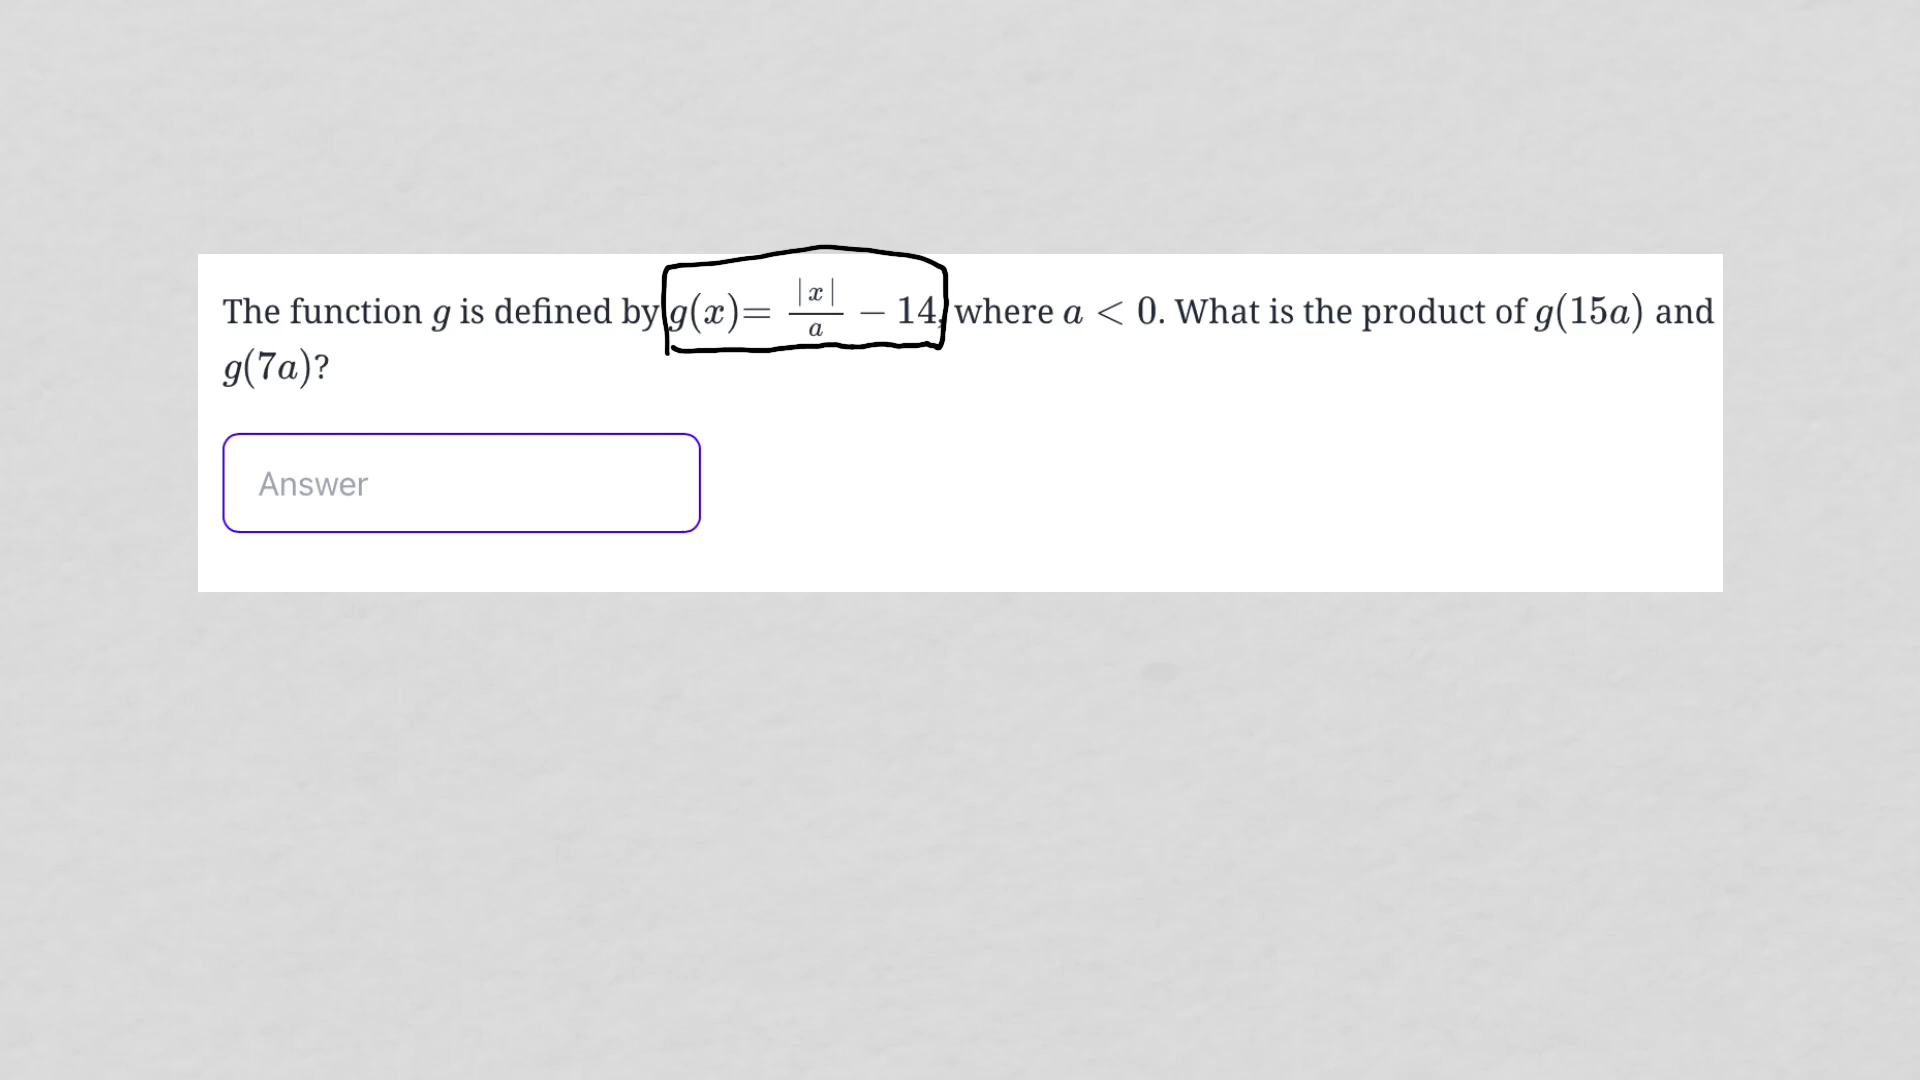 The function g is defined by g(x)= |x|/a − 14, where a < 0. What is the product of g(15a) and
g(7a)?
Answer